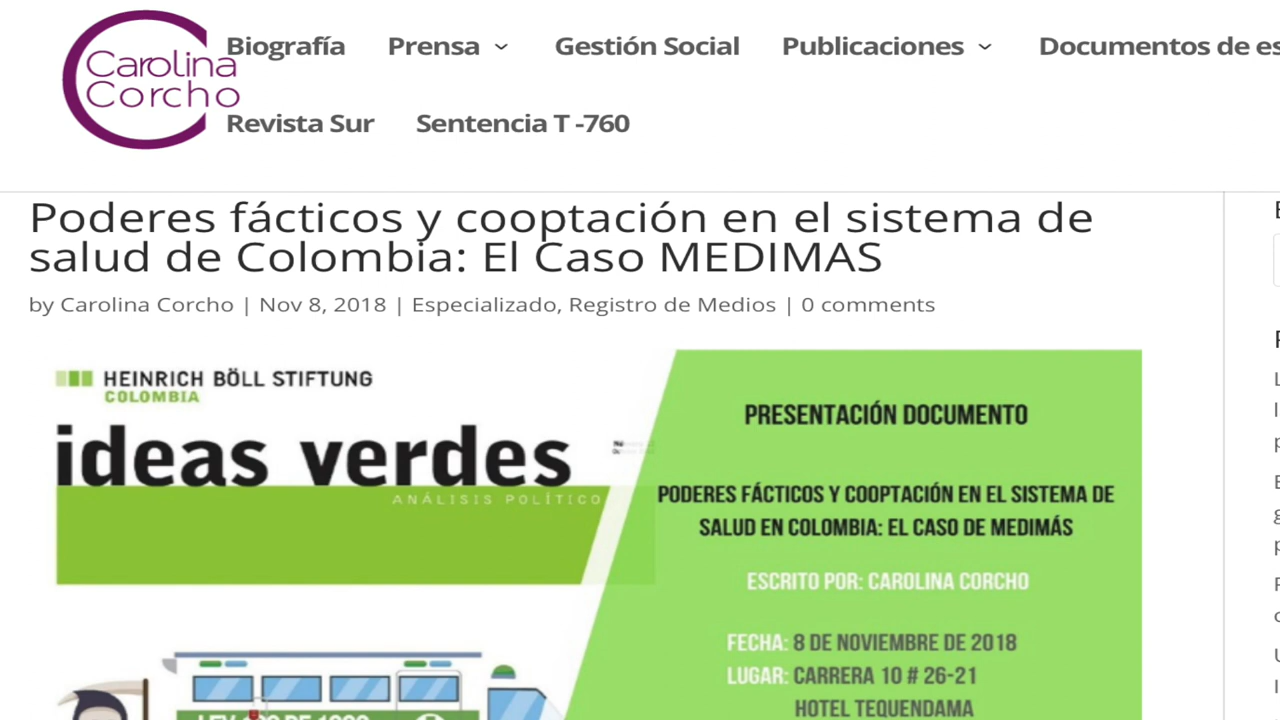 Carolina
Corcho
Biografía Prensa Gestión Social Publicaciones Documentos de es
Revista Sur Sentencia T -760
Poderes fácticos y cooptación en el sistema de
salud de Colombia: El Caso MEDIMAS
by Carolina Corcho | Nov 8, 2018 | Especializado, Registro de Medios | 0 comments
HEINRICH BÖLL STIFTUNG
COLOMBIA
ideas verdes
ANÁLISIS POLÍTICO
PRESENTACIÓN DOCUMENTO
PODERES FÁCTICOS Y COOPTACIÓN EN EL SISTEMA DE
SALUD EN COLOMBIA: EL CASO DE MEDIMÁS
ESCRITO POR: CAROLINA CORCHO
FECHA: 8 DE NOVIEMBRE DE 2018
LUGAR: CARRERA 10 # 26-21
HOTEL TEQUENDAMA